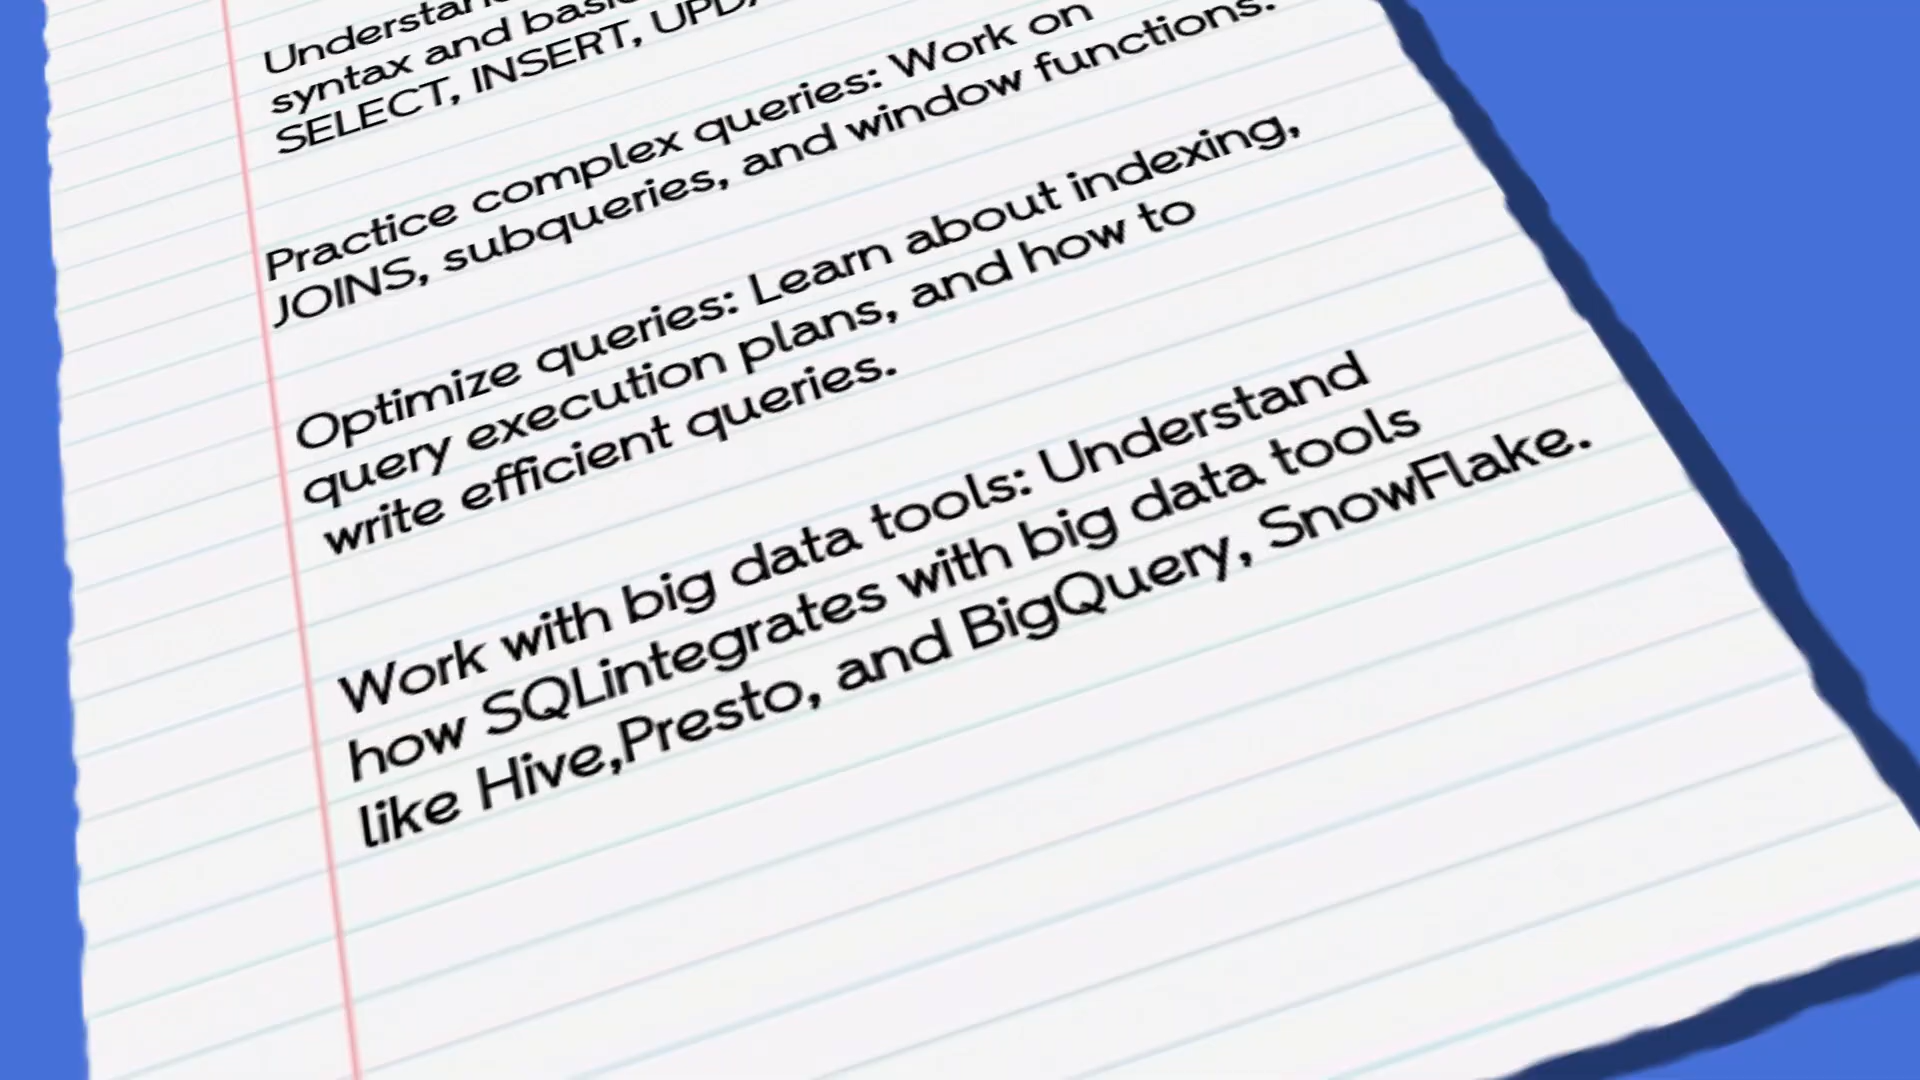 syntax and
SELECT, INSERT,
Practice complex queries: Work on
JOINS, subqueries, and window functions.
Optimize queries: Learn about indexing,
query execution plans, and how to
write efficient queries.
Work with big data tools: Understand
how SQLintegrates with big data tools
like Hive,Presto, and BigQuery, SnowFlake.